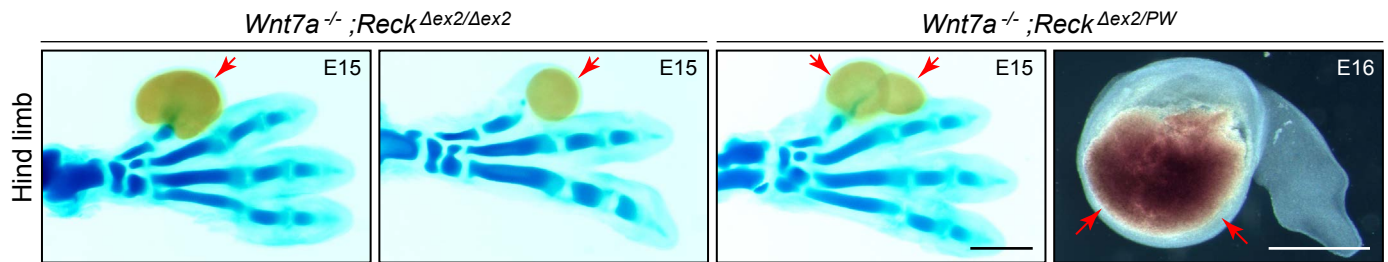 Wnt7a -/- ;Reck Δex2/Δex2
Wnt7a -/- ;Reck Δex2/PW
Hind limb
E15
E15
E15
E16